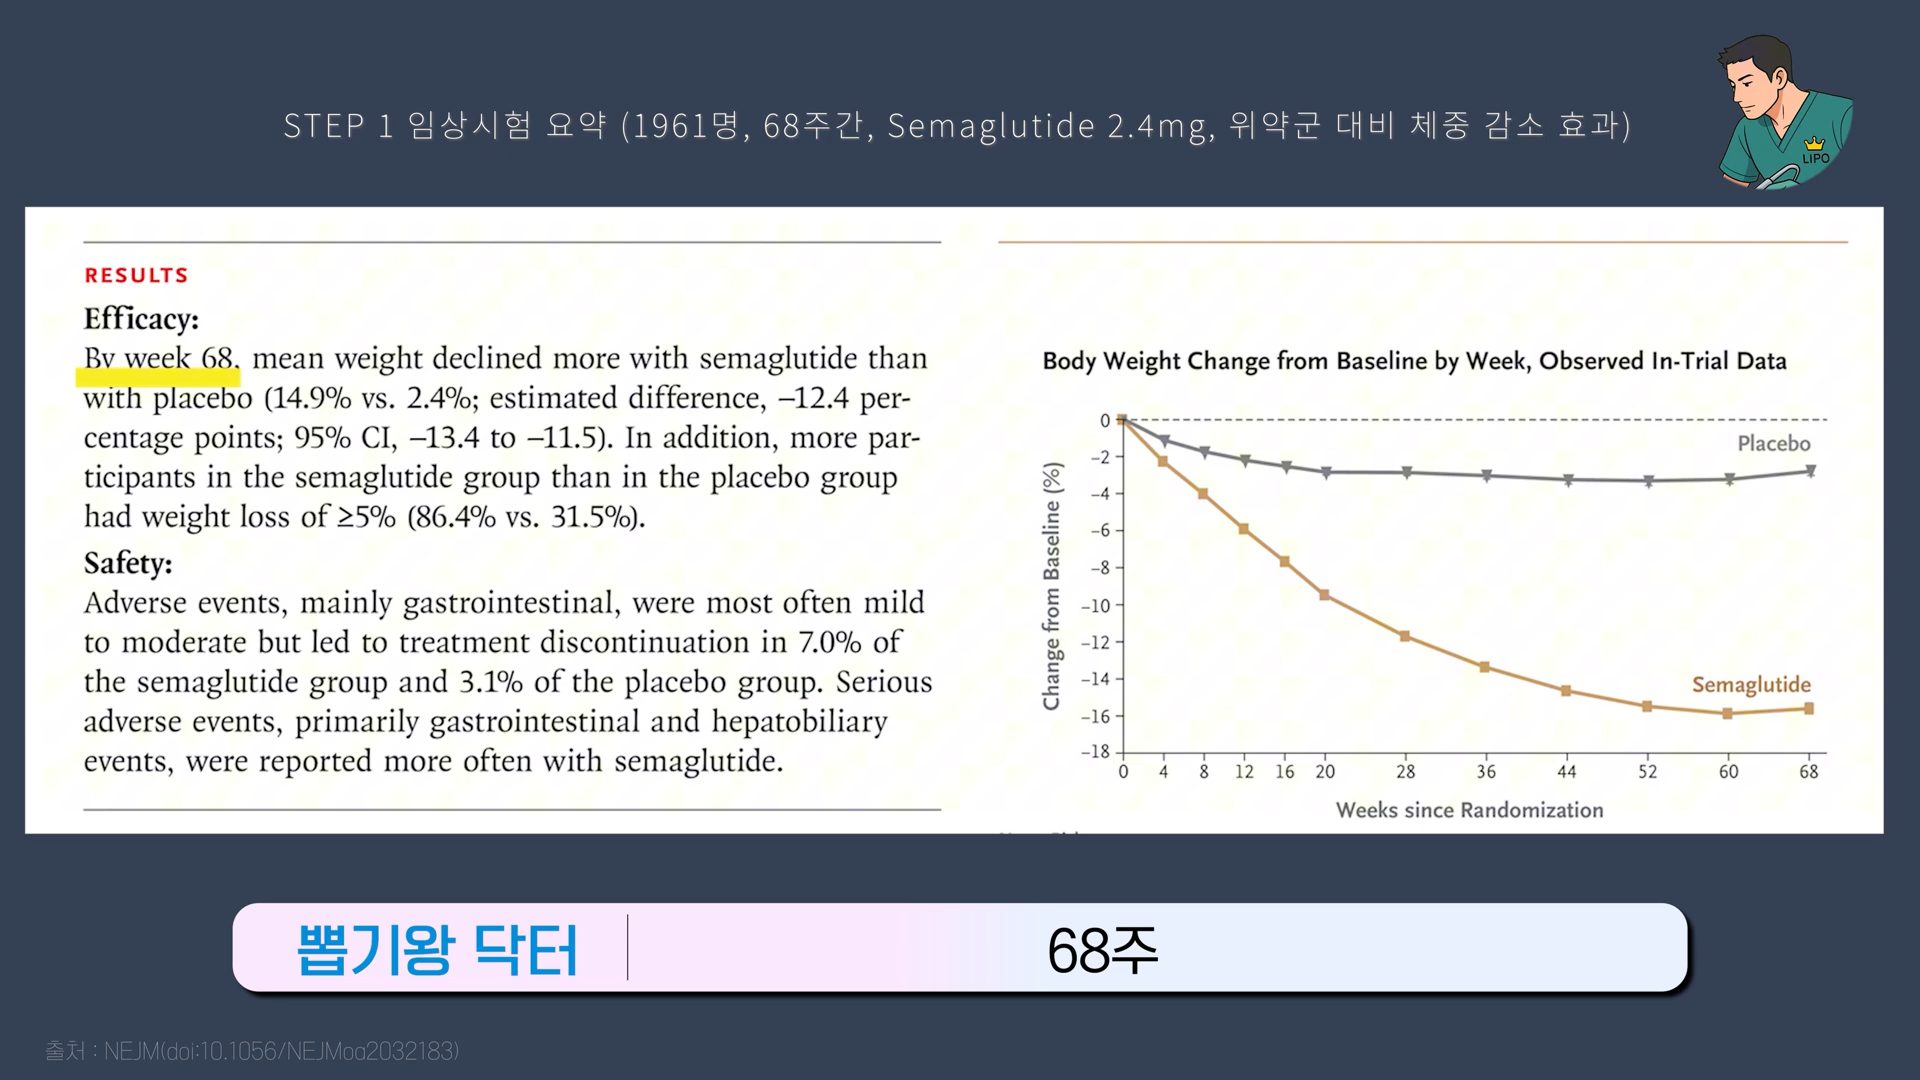 STEP 1 임상시험 요약 (1961명, 68주간, Semaglutide 2.4mg, 위약군 대비 체중 감소 효과)
LIPO
RESULTS
Efficacy:
By week 68, mean weight declined more with semaglutide than
with placebo (14.9% vs. 2.4%; estimated difference, –12.4 per-
centage points; 95% CI, –13.4 to –11.5). In addition, more par-
ticipants in the semaglutide group than in the placebo group
had weight loss of ≥5% (86.4% vs. 31.5%).
Safety:
Adverse events, mainly gastrointestinal, were most often mild
to moderate but led to treatment discontinuation in 7.0% of
the semaglutide group and 3.1% of the placebo group. Serious
adverse events, primarily gastrointestinal and hepatobiliary
events, were reported more often with semaglutide.
Body Weight Change from Baseline by Week, Observed In-Trial Data
Change from Baseline (%)
0
–2
–4
–6
–8
–10
–12
–14
–16
–18
Placebo
Semaglutide
0 4 8 12 16 20 28 36 44 52 60 68
Weeks since Randomization
뽑기왕 닥터
68주
출처 : NEJM(doi:10.1056/NEJMoa2032183)